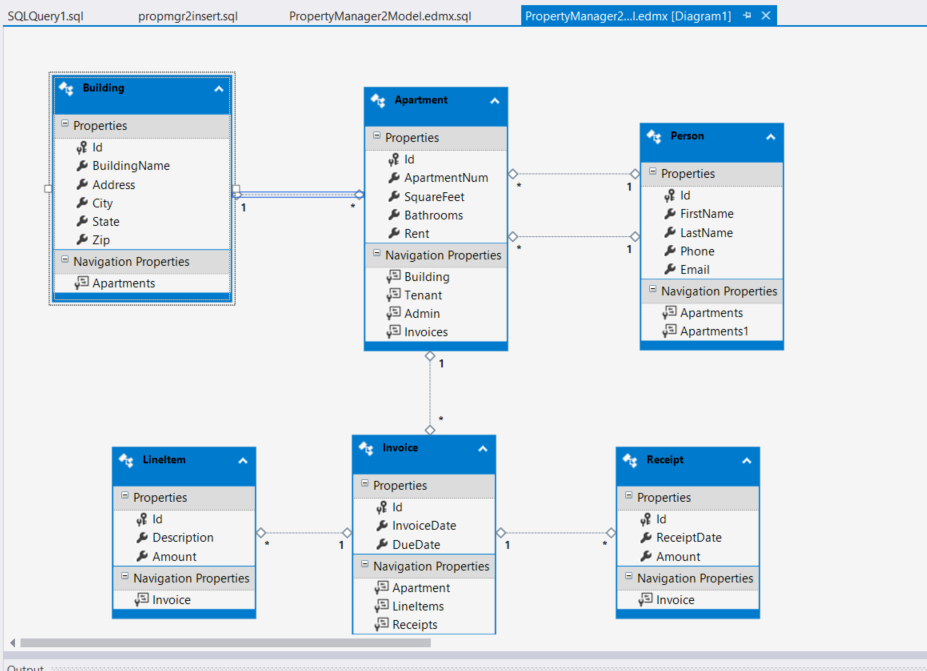 SQLQuery1.sql propmgr2insert.sql PropertyManager2Model.edmx.sql PropertyManager2...l.edmx [Diagram1]
Building
Properties
Id
BuildingName
Address
City
State
Zip
Navigation Properties
Apartments
1
*
Apartment
Properties
Id
ApartmentNum
SquareFeet
Bathrooms
Rent
Navigation Properties
Building
Tenant
Admin
Invoices
*
1
*
1
Person
Properties
Id
FirstName
LastName
Phone
Email
Navigation Properties
Apartments
Apartments1
1
*
LineItem
Properties
Id
Description
Amount
Navigation Properties
Invoice
*
1
Invoice
Properties
Id
InvoiceDate
DueDate
Navigation Properties
Apartment
LineItems
Receipts
1
*
Receipt
Properties
Id
ReceiptDate
Amount
Navigation Properties
Invoice
Output